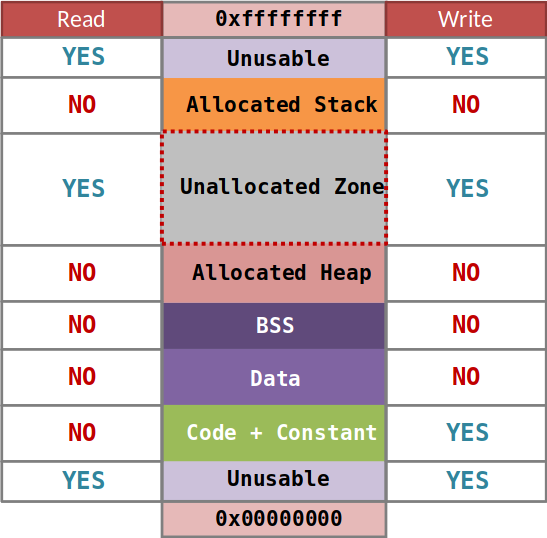 Read 0xffffffff Write
YES Unusable YES
NO Allocated Stack NO
YES Unallocated Zone YES
NO Allocated Heap NO
NO BSS NO
NO Data NO
NO Code + Constant YES
YES Unusable YES
0x00000000